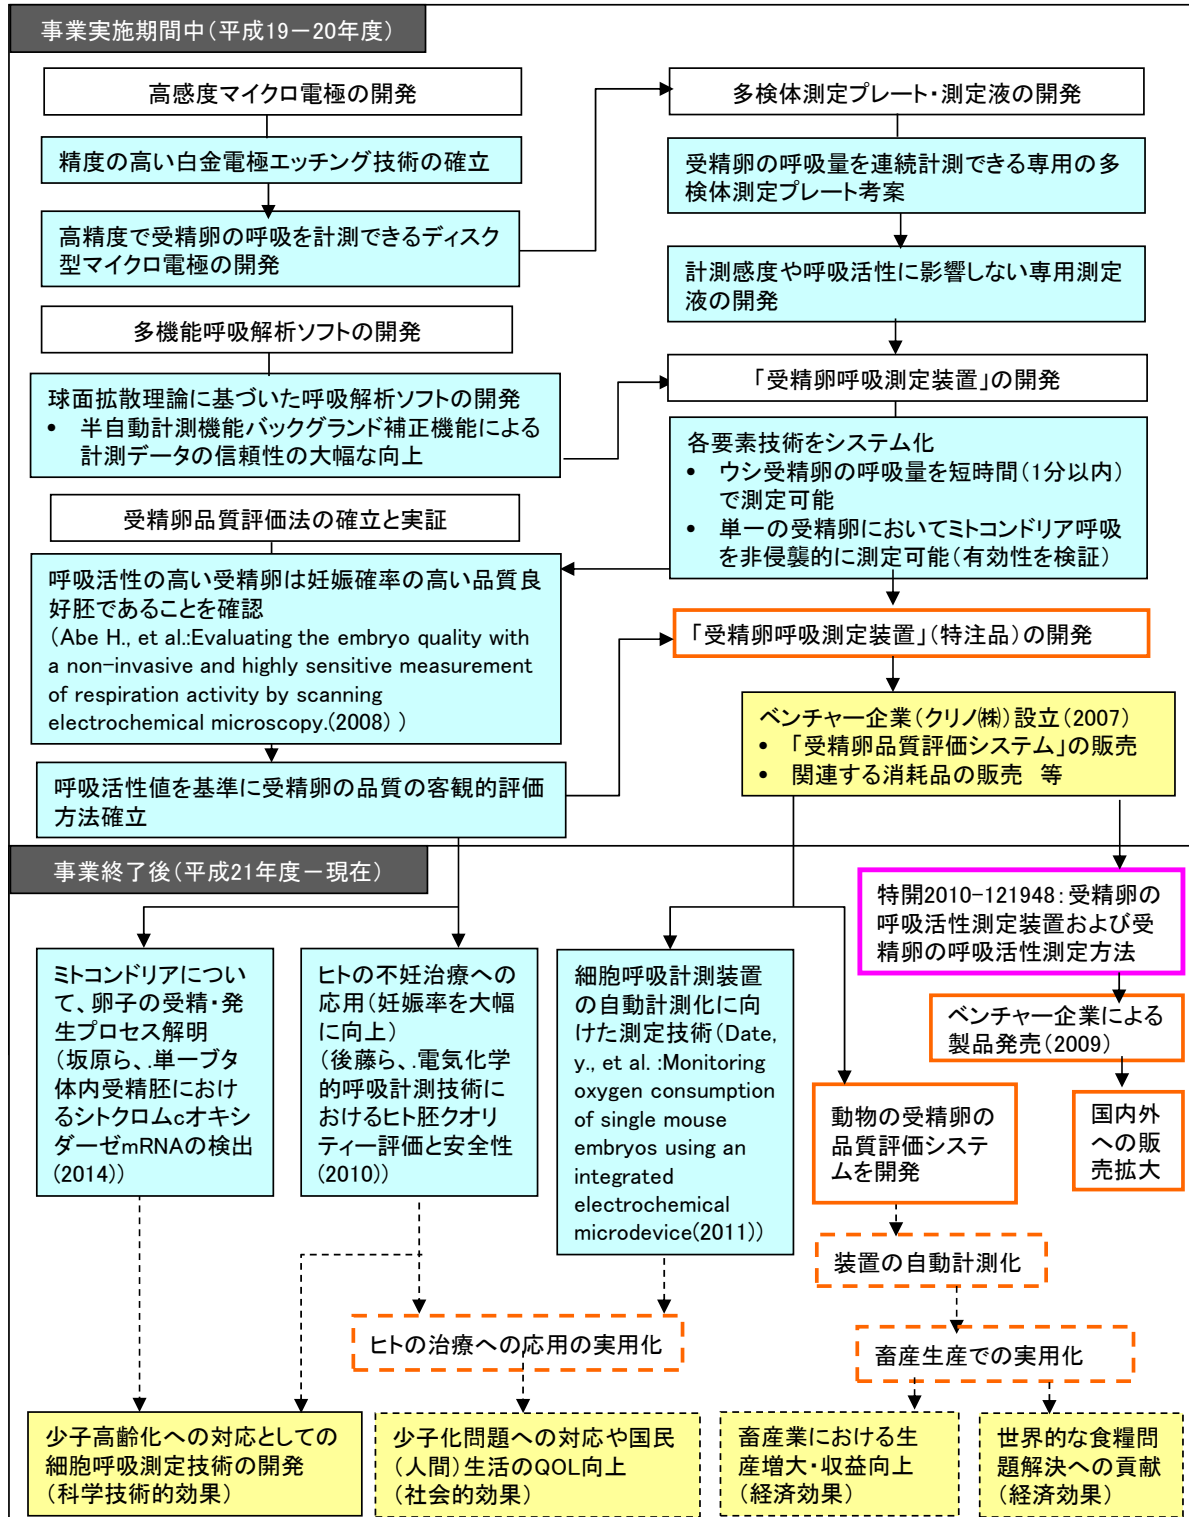 事業実施期間中（平成19－20年度）
高感度マイクロ電極の開発
精度の高い白金電極エッチング技術の確立
高精度で受精卵の呼吸を計測できるディスク
型マイクロ電極の開発
多機能呼吸解析ソフトの開発
球面拡散理論に基づいた呼吸解析ソフトの開発
• 半自動計測機能バックグランド補正機能による
計測データの信頼性の大幅な向上
受精卵品質評価法の確立と実証
呼吸活性の高い受精卵は妊娠確率の高い品質良
好胚であることを確認
（Abe H., et al.:Evaluating the embryo quality with
a non-invasive and highly sensitive measurement
of respiration activity by scanning
electrochemical microscopy.(2008) ）
呼吸活性値を基準に受精卵の品質の客観的評価
方法確立
多検体測定プレート・測定液の開発
受精卵の呼吸量を連続計測できる専用の多
検体測定プレート考案
計測感度や呼吸活性に影響しない専用測定
液の開発
「受精卵呼吸測定装置」の開発
各要素技術をシステム化
• ウシ受精卵の呼吸量を短時間（1分以内）
で測定可能
• 単一の受精卵においてミトコンドリア呼吸
を非侵襲的に測定可能（有効性を検証）
「受精卵呼吸測定装置」（特注品）の開発
ベンチャー企業（クリノ㈱）設立（2007）
• 「受精卵品質評価システム」の販売
• 関連する消耗品の販売　等
事業終了後（平成21年度－現在）
ミトコンドリアについ
て、卵子の受精・発
生プロセス解明
（坂原ら、.単一ブタ
体内受精胚におけ
るシトクロムcオキシ
ダーゼmRNAの検出
(2014))
ヒトの不妊治療への
応用（妊娠率を大幅
に向上）
（後藤ら、.電気化学
的呼吸計測技術に
おけるヒト胚クオリ
ティー評価と安全性
(2010))
細胞呼吸計測装置
の自動計測化に向
けた測定技術（Date,
y., et al. :Monitoring
oxygen consumption
of single mouse
embryos using an
integrated
electrochemical
microdevice(2011))
特開2010-121948：受精卵の
呼吸活性測定装置および受
精卵の呼吸活性測定方法
ベンチャー企業による
製品発売（2009）
動物の受精卵の
品質評価システ
ムを開発
国内外
への販
売拡大
装置の自動計測化
ヒトの治療への応用の実用化
畜産生産での実用化
少子高齢化への対応としての
細胞呼吸測定技術の開発
（科学技術的効果）
少子化問題への対応や国民
（人間）生活のQOL向上
（社会的効果）
畜産業における生
産増大・収益向上
（経済効果）
世界的な食糧問
題解決への貢献
（経済効果）